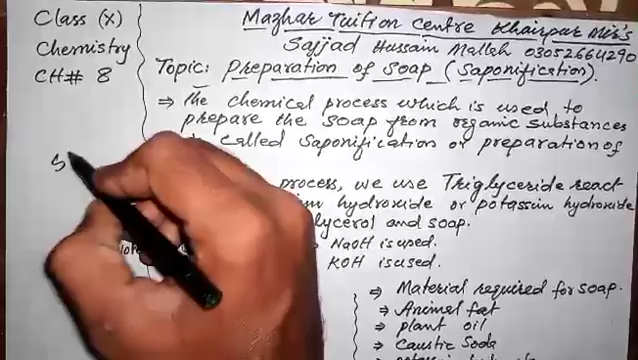 Class (X)
Chemistry
CH# 8
Mazhar Tuition Centre Khairpur Mir's
Sajjad Hussain Mallah 03052664290
Topic: Preparation of Soap (Saponification).
⇒ The chemical process which is used to
prepare the soap from organic substances
is called Saponification or preparation of
S
process, we use Triglyceride react
hydroxide or potassium hydroxide
glycerol and soap.
NaOH is used.
KOH is used.
⇒ Material required for soap.
⇒ Animal fat
⇒ plant oil
⇒ Caustic Soda